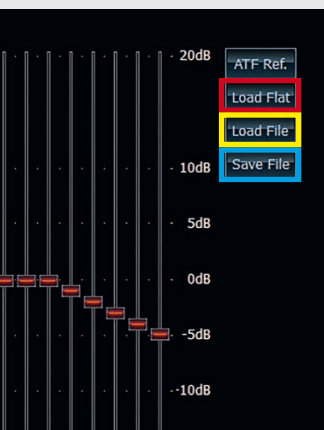 20dB
ATF Ref.
Load Flat
Load File
Save File
10dB
5dB
0dB
-5dB
-10dB